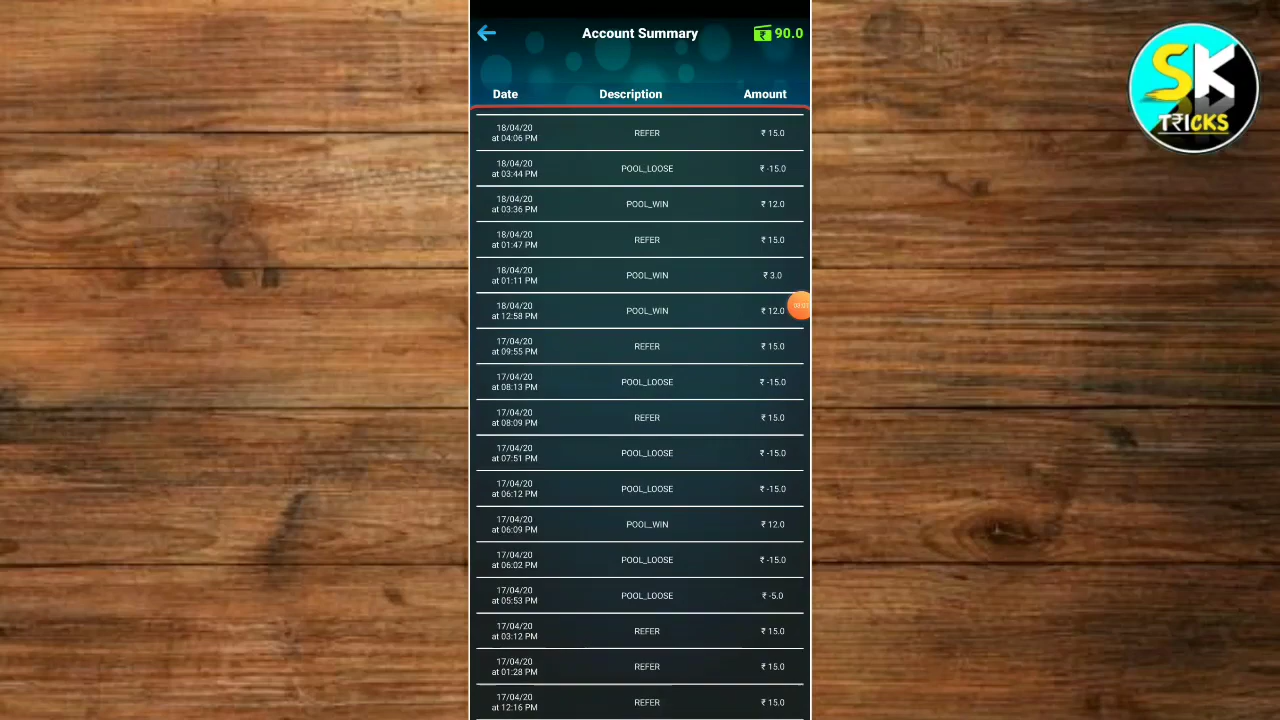 Account Summary
₹ 90.0
Date Description Amount
18/04/20
at 04:06 PM REFER ₹ 15.0
18/04/20
at 03:44 PM POOL_LOOSE ₹ -15.0
18/04/20
at 03:36 PM POOL_WIN ₹ 12.0
18/04/20
at 01:47 PM REFER ₹ 15.0
18/04/20
at 01:11 PM POOL_WIN ₹ 3.0
18/04/20
at 12:58 PM POOL_WIN ₹ 12.0
17/04/20
at 09:55 PM REFER ₹ 15.0
17/04/20
at 08:13 PM POOL_LOOSE ₹ -15.0
17/04/20
at 08:09 PM REFER ₹ 15.0
17/04/20
at 07:51 PM POOL_LOOSE ₹ -15.0
17/04/20
at 06:12 PM POOL_LOOSE ₹ -15.0
17/04/20
at 06:09 PM POOL_WIN ₹ 12.0
17/04/20
at 06:02 PM POOL_LOOSE ₹ -15.0
17/04/20
at 05:53 PM POOL_LOOSE ₹ -5.0
17/04/20
at 03:12 PM REFER ₹ 15.0
17/04/20
at 01:28 PM REFER ₹ 15.0
17/04/20
at 12:16 PM REFER ₹ 15.0
SK
T₹ICKS